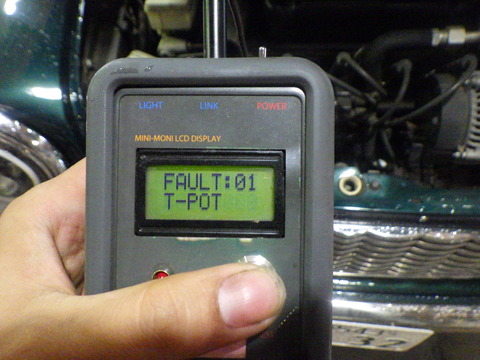 LIGHT LINK POWER
MINI-MONI LCD DISPLAY
FAULT:01
T-POT